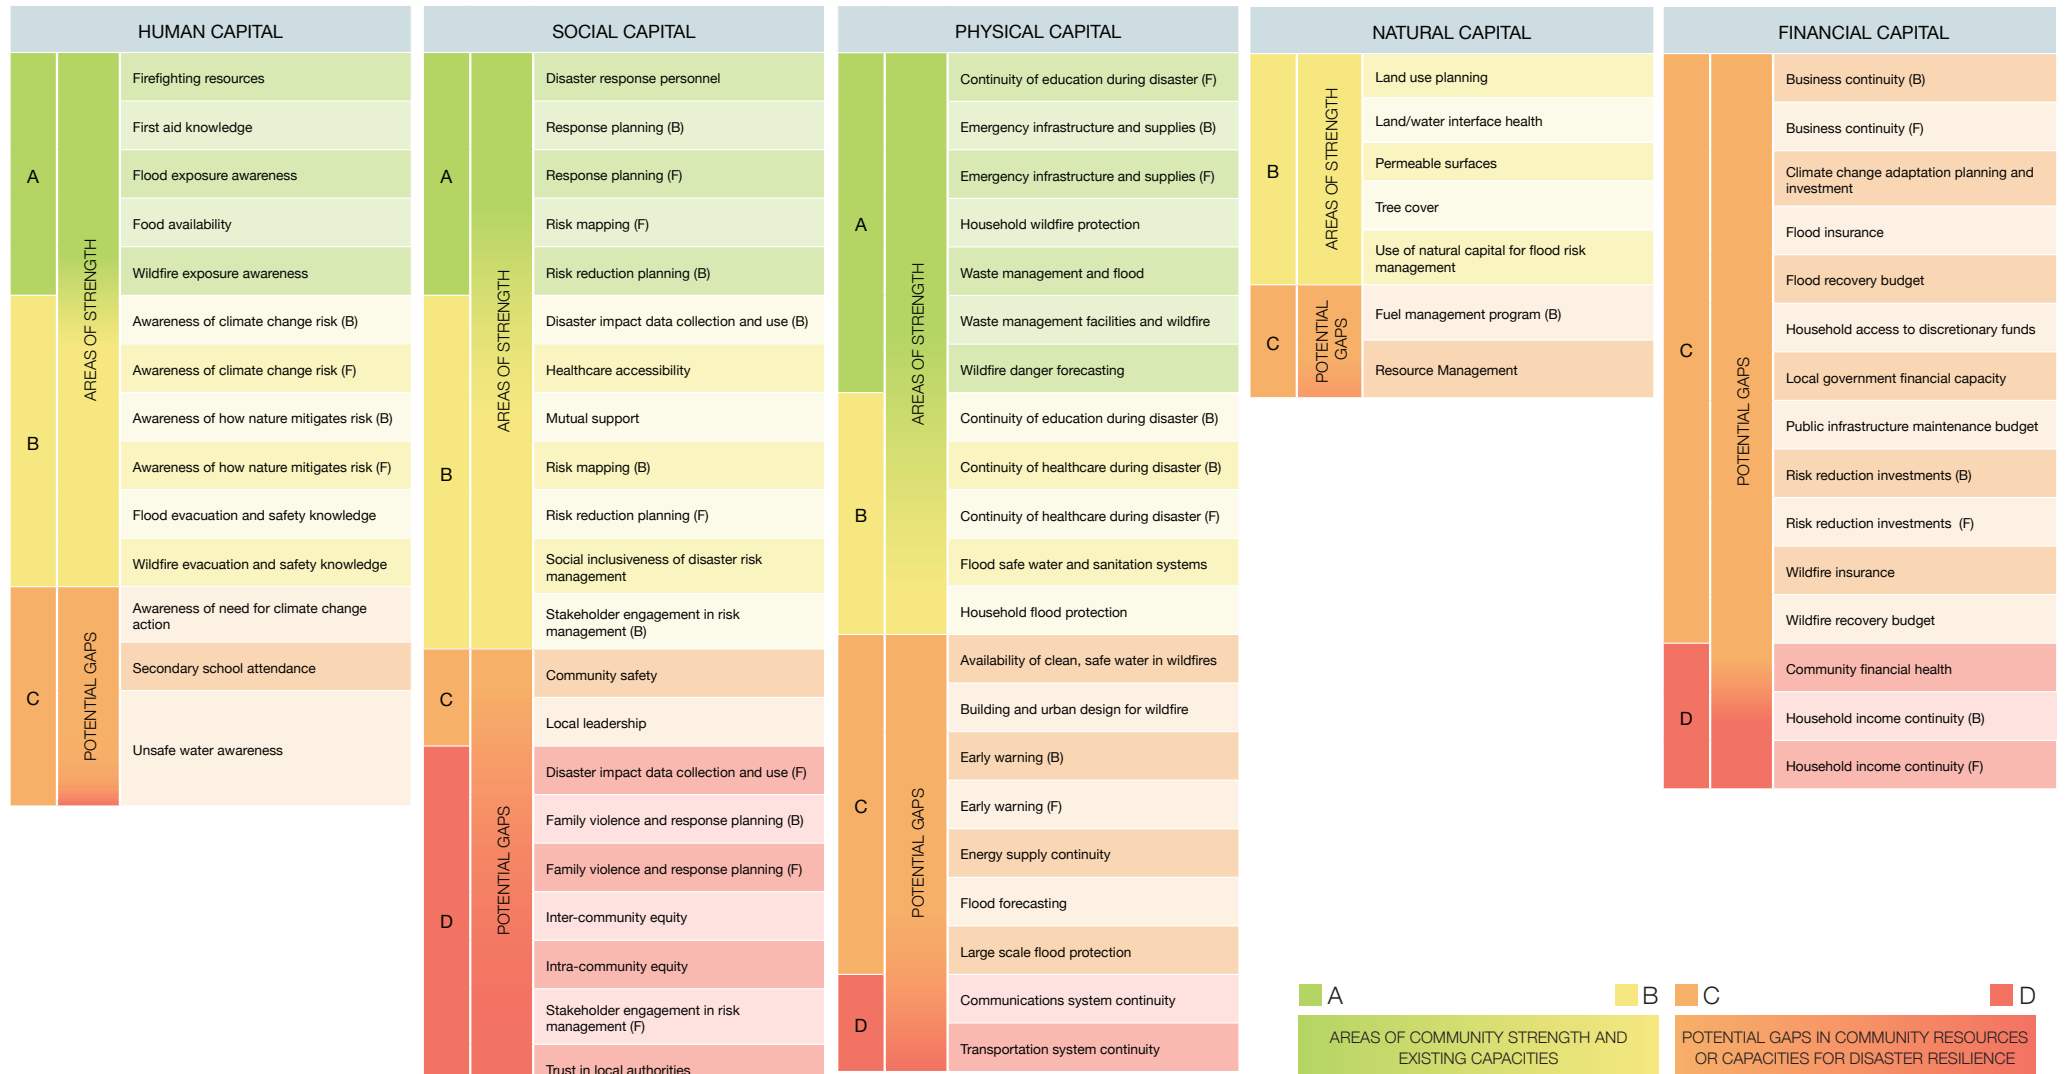 HUMAN CAPITAL
A
AREAS OF STRENGTH
Firefighting resources
First aid knowledge
Flood exposure awareness
Food availability
Wildfire exposure awareness
B
Awareness of climate change risk (B)
Awareness of climate change risk (F)
Awareness of how nature mitigates risk (B)
Awareness of how nature mitigates risk (F)
Flood evacuation and safety knowledge
Wildfire evacuation and safety knowledge
C
POTENTIAL GAPS
Awareness of need for climate change
action
Secondary school attendance
Unsafe water awareness
SOCIAL CAPITAL
A
AREAS OF STRENGTH
Disaster response personnel
Response planning (B)
Response planning (F)
Risk mapping (F)
Risk reduction planning (B)
B
Disaster impact data collection and use (B)
Healthcare accessibility
Mutual support
Risk mapping (B)
Risk reduction planning (F)
Social inclusiveness of disaster risk
management
Stakeholder engagement in risk
management (B)
C
POTENTIAL GAPS
Community safety
Local leadership
D
Disaster impact data collection and use (F)
Family violence and response planning (B)
Family violence and response planning (F)
Inter-community equity
Intra-community equity
Stakeholder engagement in risk
management (F)
Trust in local authorities
PHYSICAL CAPITAL
A
AREAS OF STRENGTH
Continuity of education during disaster (F)
Emergency infrastructure and supplies (B)
Emergency infrastructure and supplies (F)
Household wildfire protection
Waste management and flood
Waste management facilities and wildfire
Wildfire danger forecasting
B
Continuity of education during disaster (B)
Continuity of healthcare during disaster (B)
Continuity of healthcare during disaster (F)
Flood safe water and sanitation systems
Household flood protection
C
POTENTIAL GAPS
Availability of clean, safe water in wildfires
Building and urban design for wildfire
Early warning (B)
Early warning (F)
Energy supply continuity
Flood forecasting
Large scale flood protection
D
Communications system continuity
Transportation system continuity
NATURAL CAPITAL
B
AREAS OF STRENGTH
Land use planning
Land/water interface health
Permeable surfaces
Tree cover
Use of natural capital for flood risk
management
C
POTENTIAL
GAPS
Fuel management program (B)
Resource Management
FINANCIAL CAPITAL
C
POTENTIAL GAPS
Business continuity (B)
Business continuity (F)
Climate change adaptation planning and
investment
Flood insurance
Flood recovery budget
Household access to discretionary funds
Local government financial capacity
Public infrastructure maintenance budget
Risk reduction investments (B)
Risk reduction investments (F)
Wildfire insurance
Wildfire recovery budget
D
Community financial health
Household income continuity (B)
Household income continuity (F)
A
B
C
D
AREAS OF COMMUNITY STRENGTH AND
EXISTING CAPACITIES
POTENTIAL GAPS IN COMMUNITY RESOURCES
OR CAPACITIES FOR DISASTER RESILIENCE